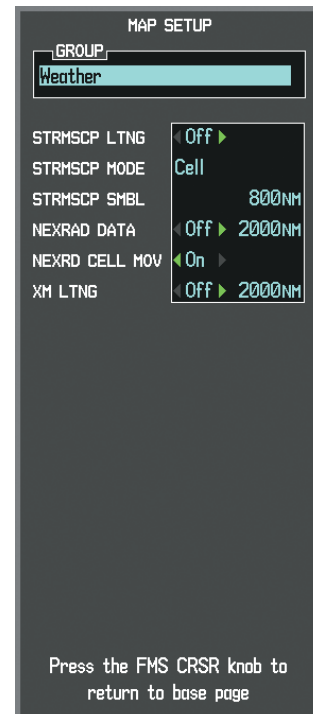 MAP SETUP
GROUP
Weather
STRMSCP LTNG Off
STRMSCP MODE Cell
STRMSCP SMBL 800NM
NEXRAD DATA Off 2000NM
NEXRD CELL MOV On
XM LTNG Off 2000NM
Press the FMS CRSR knob to
return to base page